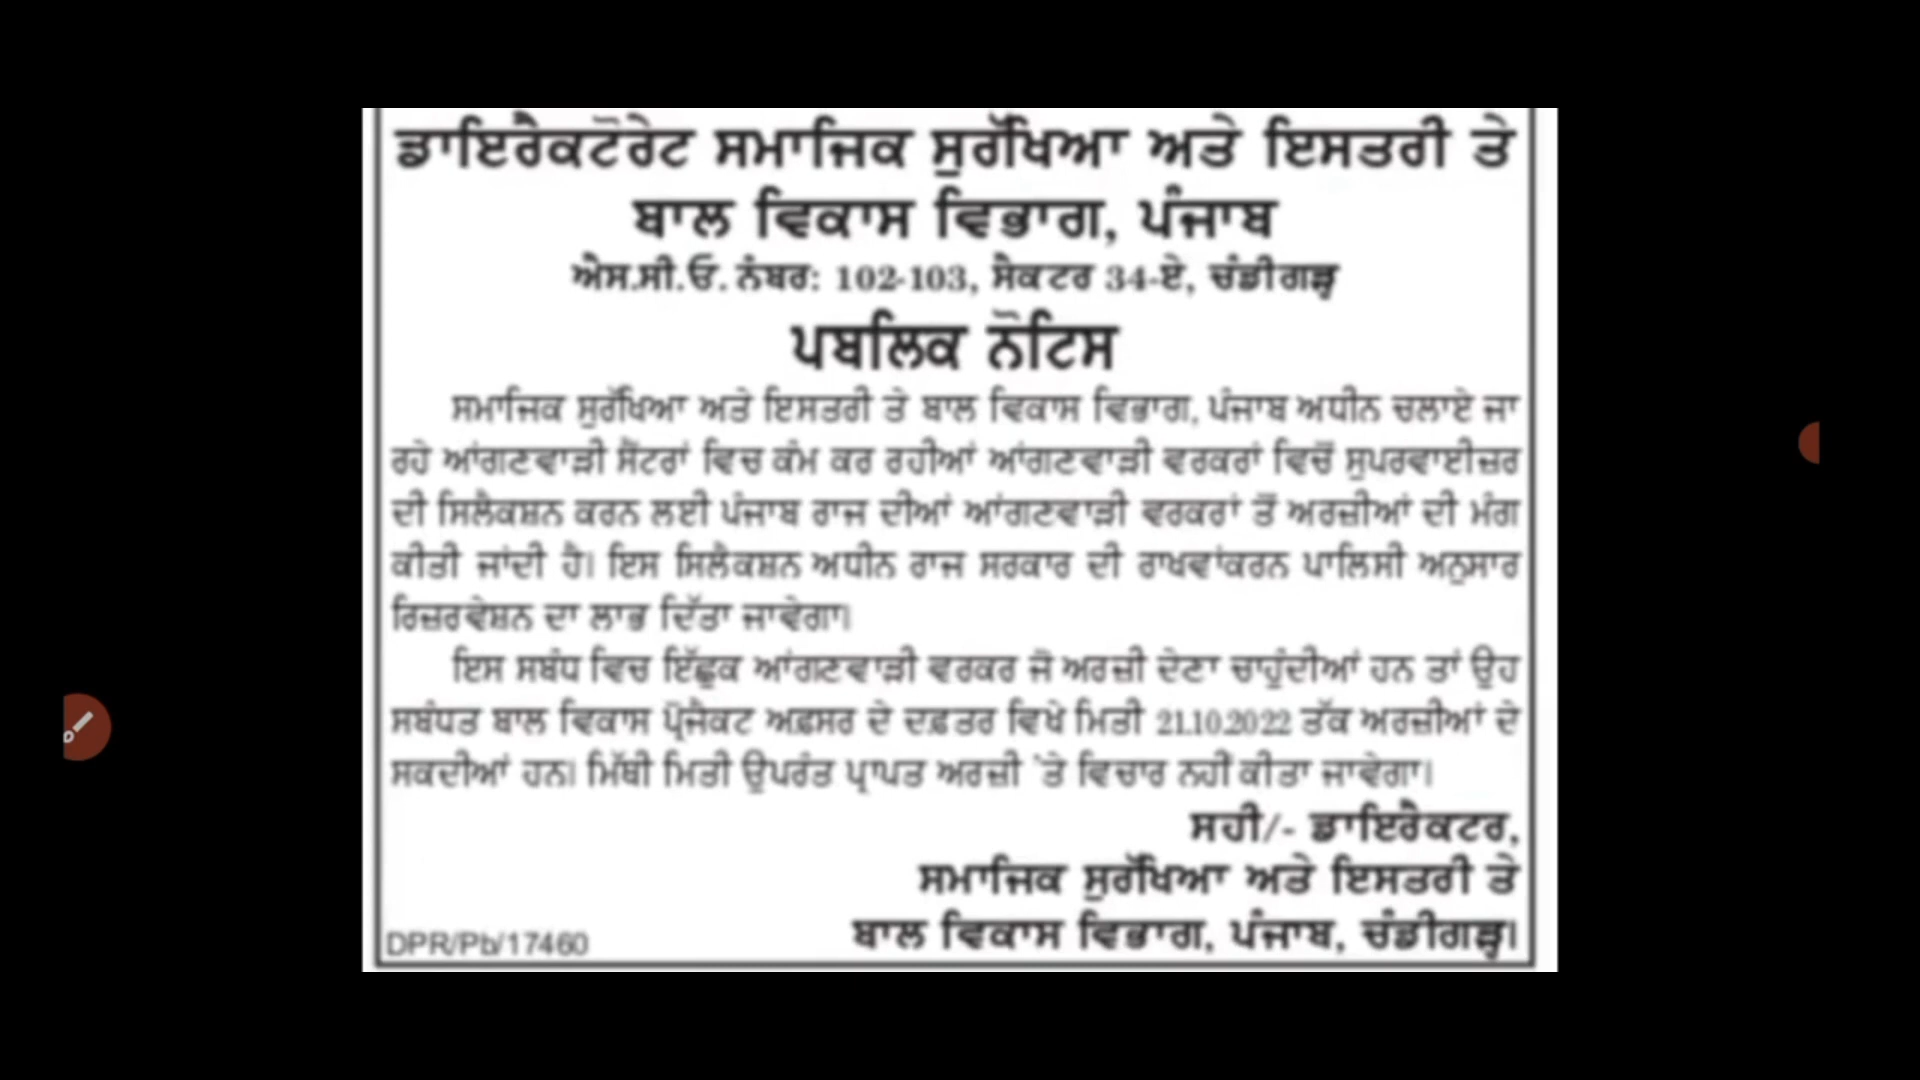 ਡਾਇਰੈਕਟੋਰੇਟ ਸਮਾਜਿਕ ਸੁਰੱਖਿਆ ਅਤੇ ਇਸਤਰੀ ਤੇ
ਬਾਲ ਵਿਕਾਸ ਵਿਭਾਗ, ਪੰਜਾਬ
ਐਸ.ਸੀ.ਓ. ਨੰਬਰ: 102-103, ਸੈਕਟਰ 34-ਏ, ਚੰਡੀਗੜ੍ਹ
ਪਬਲਿਕ ਨੋਟਿਸ
ਸਮਾਜਿਕ ਸੁਰੱਖਿਆ ਅਤੇ ਇਸਤਰੀ ਤੇ ਬਾਲ ਵਿਕਾਸ ਵਿਭਾਗ, ਪੰਜਾਬ ਅਧੀਨ ਚਲਾਏ ਜਾ
ਰਹੇ ਆਂਗਣਵਾੜੀ ਸੈਂਟਰਾਂ ਵਿਚ ਕੰਮ ਕਰ ਰਹੀਆਂ ਆਂਗਣਵਾੜੀ ਵਰਕਰਾਂ ਵਿਚੋਂ ਸੁਪਰਵਾਈਜ਼ਰ
ਦੀ ਸਿਲੈਕਸ਼ਨ ਕਰਨ ਲਈ ਪੰਜਾਬ ਰਾਜ ਦੀਆਂ ਆਂਗਣਵਾੜੀ ਵਰਕਰਾਂ ਤੋਂ ਅਰਜ਼ੀਆਂ ਦੀ ਮੰਗ
ਕੀਤੀ ਜਾਂਦੀ ਹੈ। ਇਸ ਸਿਲੈਕਸ਼ਨ ਅਧੀਨ ਰਾਜ ਸਰਕਾਰ ਦੀ ਰਾਖਵਾਂਕਰਨ ਪਾਲਿਸੀ ਅਨੁਸਾਰ
ਰਿਜ਼ਰਵੇਸ਼ਨ ਦਾ ਲਾਭ ਦਿੱਤਾ ਜਾਵੇਗਾ।
ਇਸ ਸਬੰਧ ਵਿਚ ਇੱਛੁਕ ਆਂਗਣਵਾੜੀ ਵਰਕਰ ਜੋ ਅਰਜ਼ੀ ਦੇਣਾ ਚਾਹੁੰਦੀਆਂ ਹਨ ਤਾਂ ਉਹ
ਸਬੰਧਤ ਬਾਲ ਵਿਕਾਸ ਪ੍ਰੋਜੈਕਟ ਅਫ਼ਸਰ ਦੇ ਦਫ਼ਤਰ ਵਿਖੇ ਮਿਤੀ 21.10.2022 ਤੱਕ ਅਰਜ਼ੀਆਂ ਦੇ
ਸਕਦੀਆਂ ਹਨ। ਮਿੱਥੀ ਮਿਤੀ ਉਪਰੰਤ ਪ੍ਰਾਪਤ ਅਰਜ਼ੀ 'ਤੇ ਵਿਚਾਰ ਨਹੀਂ ਕੀਤਾ ਜਾਵੇਗਾ।
ਸਹੀ/- ਡਾਇਰੈਕਟਰ,
ਸਮਾਜਿਕ ਸੁਰੱਖਿਆ ਅਤੇ ਇਸਤਰੀ ਤੇ
ਬਾਲ ਵਿਕਾਸ ਵਿਭਾਗ, ਪੰਜਾਬ, ਚੰਡੀਗੜ੍ਹ।
DPR/Pb/17460